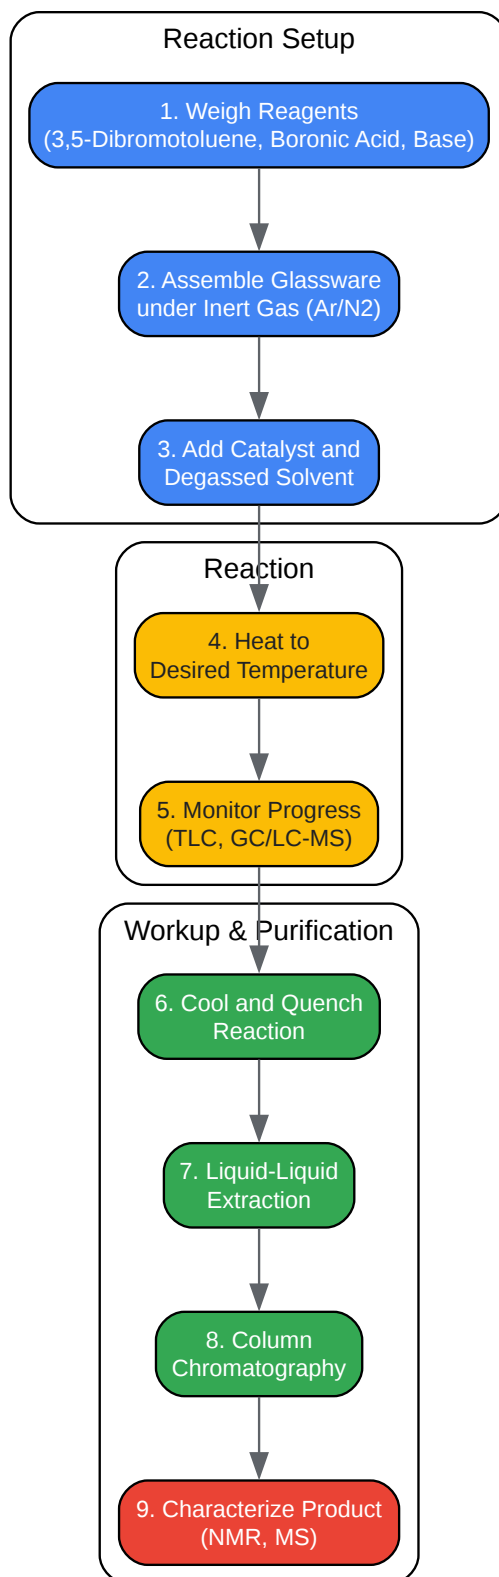 Reaction Setup
1. Weigh Reagents
(3,5-Dibromotoluene, Boronic Acid, Base)
2. Assemble Glassware
under Inert Gas (Ar/N2)
3. Add Catalyst and
Degassed Solvent
Reaction
4. Heat to
Desired Temperature
5. Monitor Progress
(TLC, GC/LC-MS)
Workup & Purification
6. Cool and Quench
Reaction
7. Liquid-Liquid
Extraction
8. Column
Chromatography
9. Characterize Product
(NMR, MS)